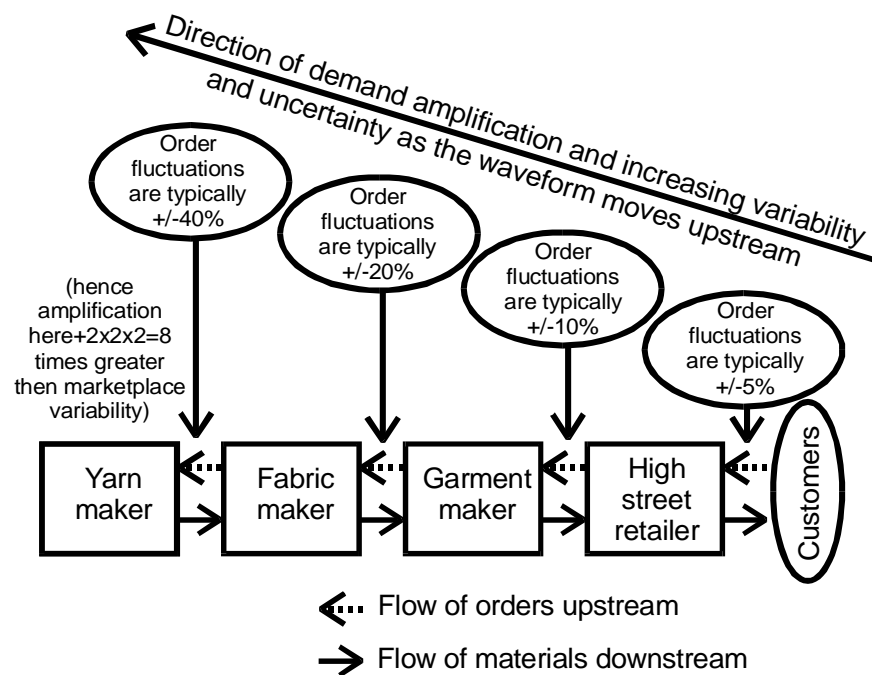 Direction of demand amplification and increasing variability
and uncertainty as the waveform moves upstream
Order
fluctuations
are typically
+/-40%
Order
fluctuations
are typically
+/-20%
Order
fluctuations
are typically
+/-10%
Order
fluctuations
are typically
+/-5%
(hence
amplification
here+2x2x2=8
times greater
then marketplace
variability)
Yarn
maker
Fabric
maker
Garment
maker
High
street
retailer
Customers
Flow of orders upstream
Flow of materials downstream